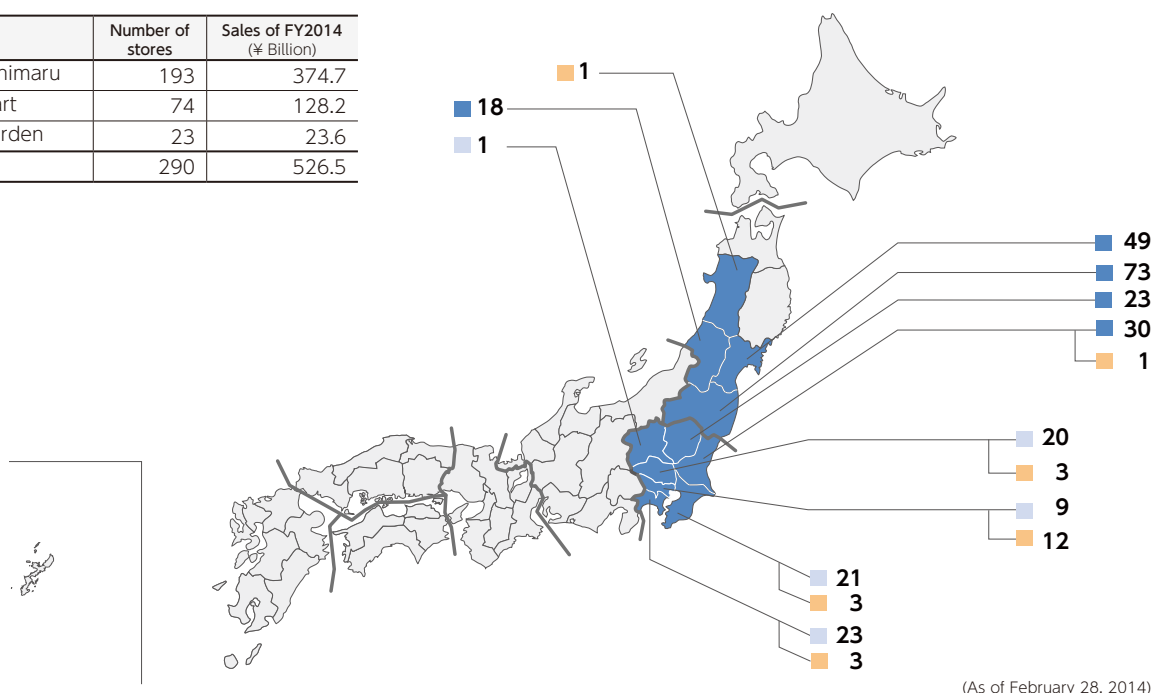 Number of stores
Sales of FY2014 (¥ Billion)
himaru 193 374.7
art 74 128.2
rden 23 23.6
290 526.5
1
18
1
49
73
23
30
1
20
3
9
12
21
3
23
3
(As of February 28, 2014)